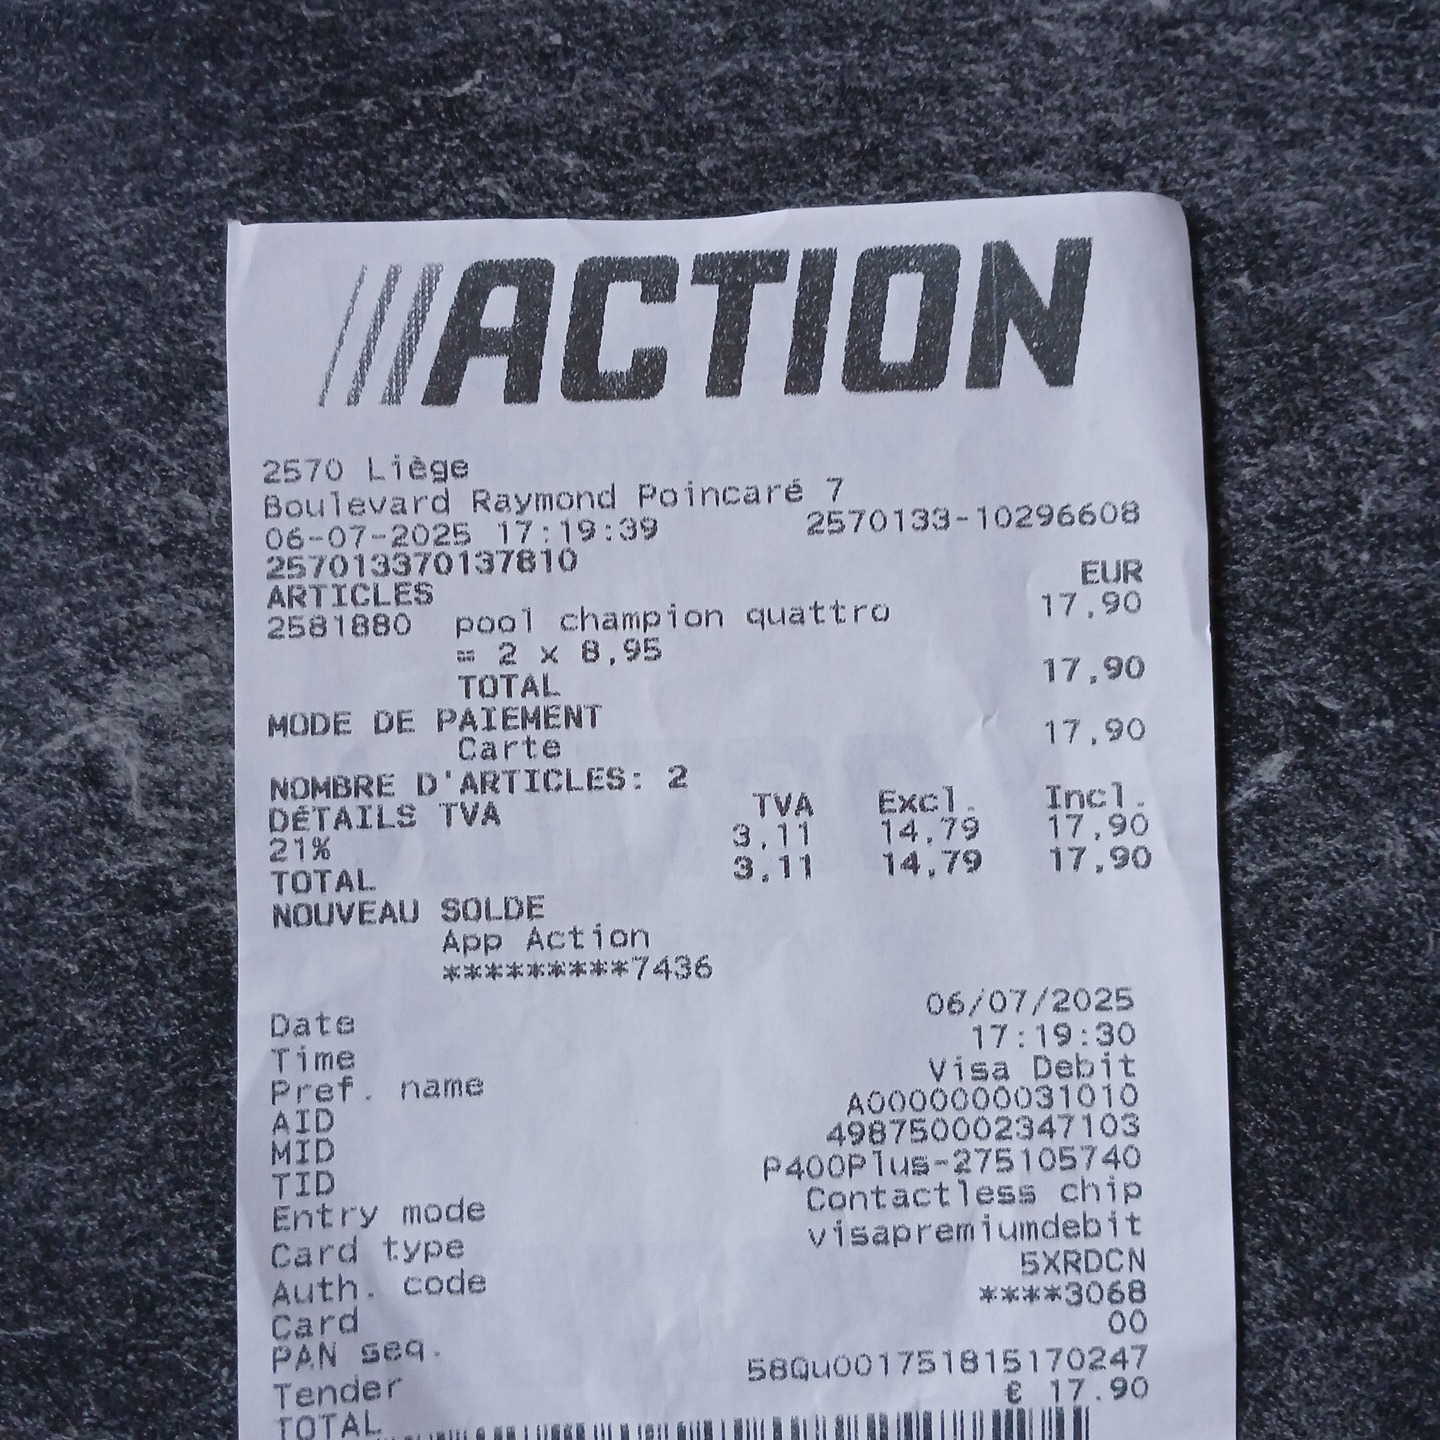 ///ACTION
2570 Liège
Boulevard Raymond Poincaré 7
06-07-2025 17:19:39 2570133-10296608
257013370137810
ARTICLES EUR
2581880 pool champion quattro 17,90
= 2 x 8,95
TOTAL 17,90
MODE DE PAIEMENT
Carte 17,90
NOMBRE D'ARTICLES: 2
DÉTAILS TVA TVA Excl. Incl.
21% 3,11 14,79 17,90
TOTAL 3,11 14,79 17,90
NOUVEAU SOLDE
App Action
*********7436
Date 06/07/2025
Time 17:19:30
Pref. name Visa Debit
AID A0000000031010
MID 498750002347103
TID P400Plus-275105740
Entry mode Contactless chip
Card type visapremiumdebit
Auth. code 5XRDCN
Card ****3068
PAN seq. 00
Tender 58Qu001751815170247
TOTAL € 17.90